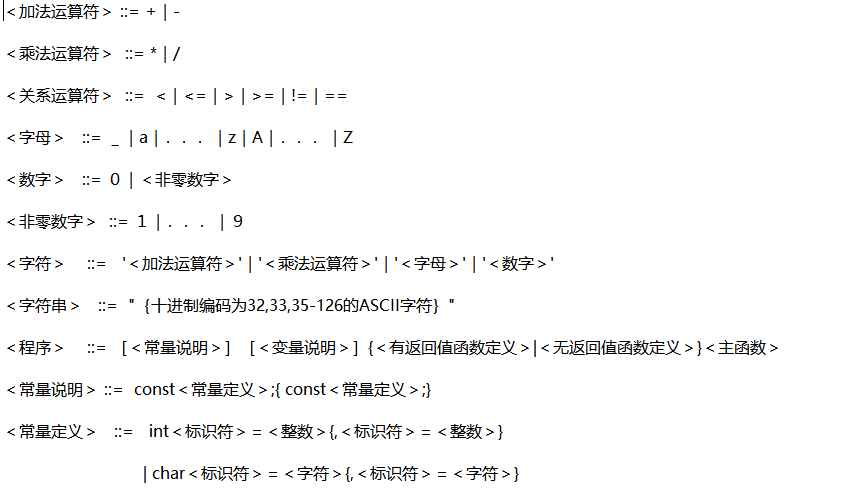 ＜加法运算符＞ ::= +｜-
＜乘法运算符＞ ::= *｜/
＜关系运算符＞ ::= ＜｜<=｜>｜>=｜!=｜==
＜字母＞ ::= _｜a｜．．．｜z｜A｜．．．｜Z
＜数字＞ ::= 0｜＜非零数字＞
＜非零数字＞ ::= 1｜．．．｜9
＜字符＞ ::= '＜加法运算符＞'｜'＜乘法运算符＞'｜'＜字母＞'｜'＜数字＞'
＜字符串＞ ::= "｛十进制编码为32,33,35-126的ASCII字符｝"
＜程序＞ ::= ［＜常量说明＞］［＜变量说明＞］{＜有返回值函数定义＞|＜无返回值函数定义＞}＜主函数＞
＜常量说明＞ ::= const＜常量定义＞;{ const＜常量定义＞;}
＜常量定义＞ ::= int＜标识符＞=＜整数＞{,＜标识符＞=＜整数＞}
| char＜标识符＞=＜字符＞{,＜标识符＞=＜字符＞}